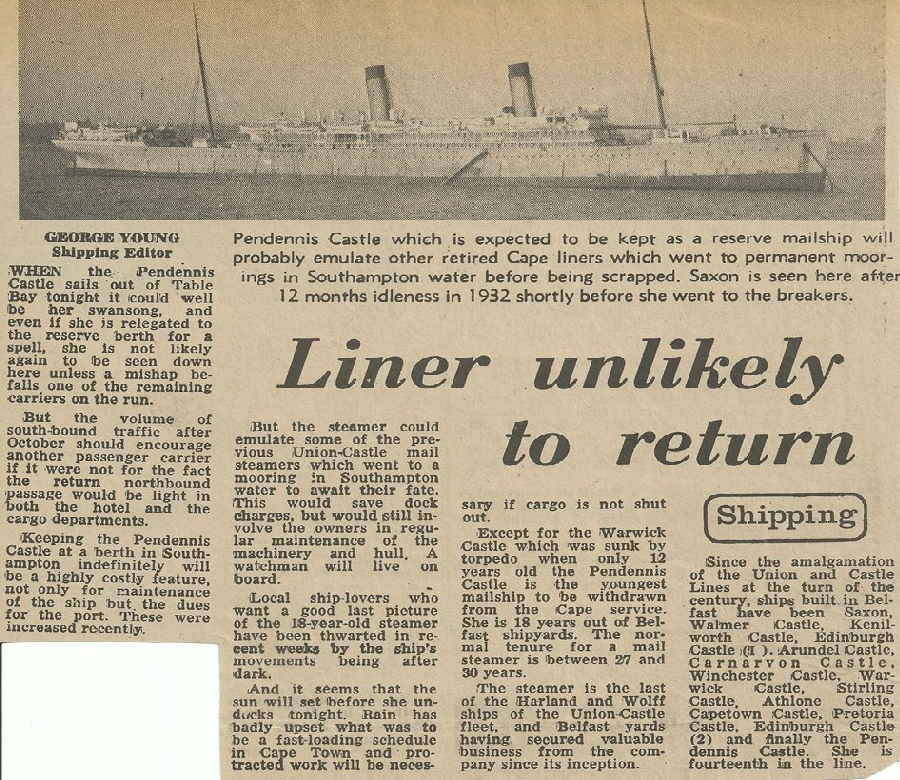 GEORGE YOUNG
Shipping Editor
WHEN the Pendennis
Castle sails out of Table
Bay tonight it could well
be her swansong, and
even if she is relegated to
the reserve berth for a
spell, she is not likely
again to be seen down
here unless a mishap be-
falls one of the remaining
carriers on the run.
But the volume of
south-bound traffic after
October should encourage
another passenger carrier
if it were not for the fact
the return northbound
passage would be light in
both the hotel and the
cargo departments.
Keeping the Pendennis
Castle at a berth in South-
ampton indefinitely will
be a highly costly feature,
not only for maintenance
of the ship but the dues
for the port. These were
increased recently.
Pendennis Castle which is expected to be kept as a reserve mailship will
probably emulate other retired Cape liners which went to permanent moor-
ings in Southampton water before being scrapped. Saxon is seen here after
12 months idleness in 1932 shortly before she went to the breakers.
Liner unlikely
to return
But the steamer could
emulate some of the pre-
vious Union-Castle mail
steamers which went to a
mooring in Southampton
water to await their fate.
This would save dock
charges, but would still in-
volve the owners in regu-
lar maintenance of the
machinery and hull. A
watchman will live on
board.
Local ship-lovers who
want a good last picture
of the 18-year-old steamer
have been thwarted in re-
cent weeks by the ship's
movements being after
dark.
And it seems that the
sun will set before she un-
docks tonight. Rain has
badly upset what was to
be a fast-loading schedule
in Cape Town and pro-
tracted work will be neces-
sary if cargo is not shut
out.
Except for the Warwick
Castle which was sunk by
torpedo when only 12
years old the Pendennis
Castle is the youngest
mailship to be withdrawn
from the Cape service.
She is 18 years out of Bel-
fast shipyards. The nor-
mal tenure for a mail
steamer is between 27 and
30 years.
The steamer is the last
of the Harland and Wolff
ships of the Union-Castle
fleet, and Belfast yards
having secured valuable
business from the com-
pany since its inception.
Shipping
Since the amalgamation
of the Union and Castle
Lines at the turn of the
century, ships built in Bel-
fast have been Saxon,
Walmer Castle, Kenil-
worth Castle, Edinburgh
Castle (1 ). Arundel Castle,
Carnarvon Castle,
Winchester Castle, War-
wick Castle, Stirling
Castle, Athlone Castle,
Capetown Castle, Pretoria
Castle, Edinburgh Castle
(2) and finally the Pen-
dennis Castle. She is
fourteenth in the line.